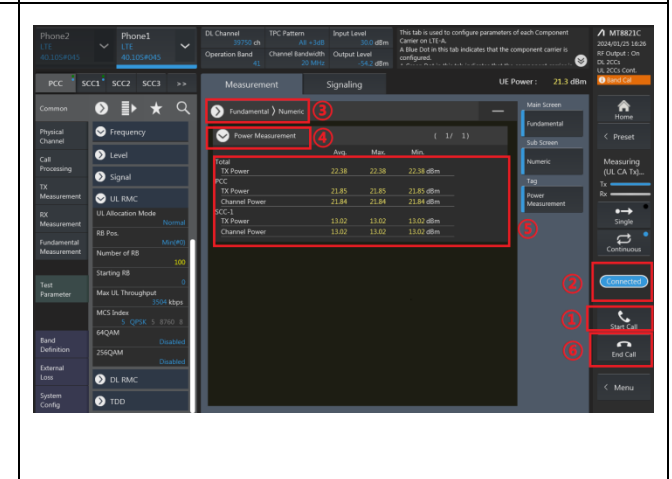 Phone2
LTE
40.10S#045
Phone1
LTE
40.10S#045
DL Channel
39750 ch
TPC Pattern
All +3dB
Input Level
30.0 dBm
Operation Band
41
Channel Bandwidth
20 MHz
Output Level
-54.2 dBm
This tab is used to configure parameters of each Component
Carrier on LTE-A.
A Blue Dot in this tab indicates that the component carrier is
configured.
MT8821C
2024/01/25 16:26
RF Output : On
DL 2CCs
UL 2CCs Cont.
Band Cal
PCC
SCC1
SCC2
SCC3
>>
Measurement
Signaling
UE Power :
21.3 dBm
Common
Physical
Channel
Call
Processing
TX
Measurement
RX
Measurement
Fundamental
Measurement
Test
Parameter
Band
Definition
External
Loss
System
Config
Frequency
Level
Signal
UL RMC
UL Allocation Mode
Normal
RB Pos.
Min(#0)
Number of RB
100
Starting RB
0
Max UL Throughput
3504 kbps
MCS Index
5 QPSK 5 8760 8
64QAM
Disabled
256QAM
Disabled
DL RMC
TDD
Fundamental 〉 Numeric
③
Power Measurement
④
( 1/ 1)
Avg. Max. Min.
Total
TX Power 22.38 22.38 22.38 dBm
PCC
TX Power 21.85 21.85 21.85 dBm
Channel Power 21.84 21.84 21.84 dBm
SCC-1
TX Power 13.02 13.02 13.02 dBm
Channel Power 13.02 13.02 13.02 dBm
⑤
Main Screen
Fundamental
Sub Screen
Numeric
Tag
Power
Measurement
Home
< Preset
Measuring
(UL CA Tx)...
Tx
Rx
Single
Continuous
② Connected
① Start Call
⑥ End Call
< Menu